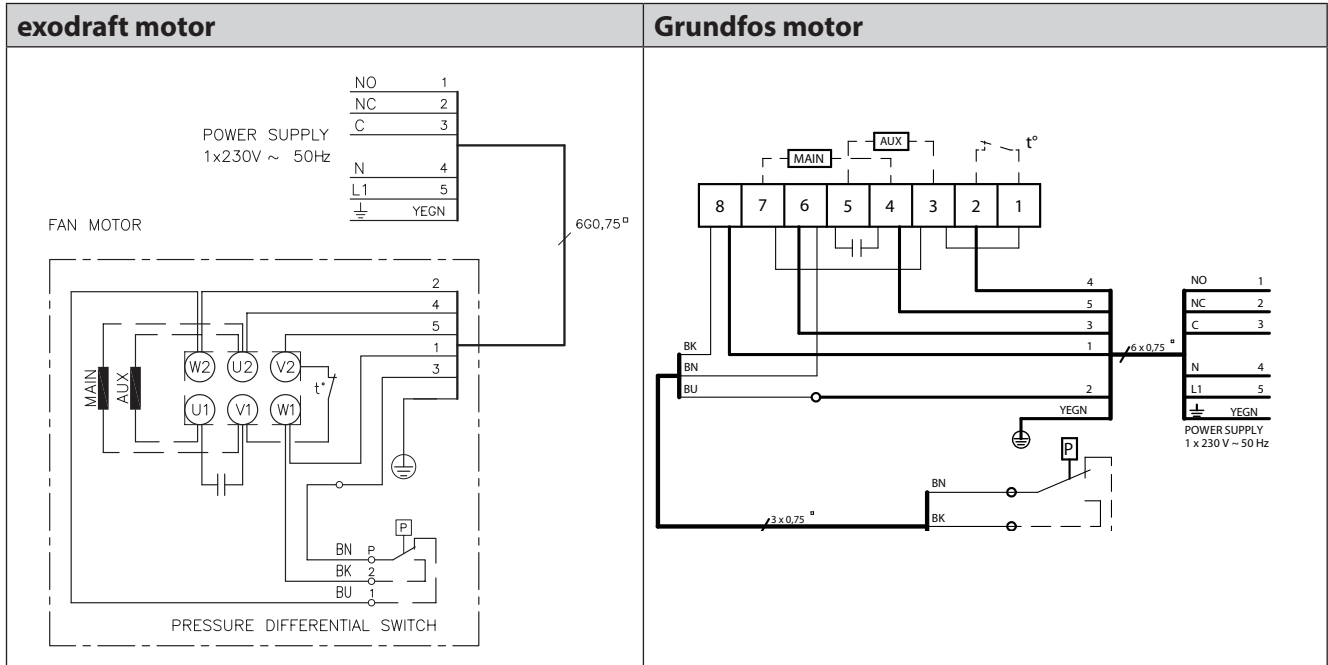 exodraft motor
NO 1
NC 2
C 3
POWER SUPPLY
1x230V ~ 50Hz
N 4
L1 5
YEGN
FAN MOTOR
6G0,75
2
4
5
1
3
MAIN
AUX
W2 U2 V2
t°
U1 V1 W1
P
BN P
BK 2
BU 1
PRESSURE DIFFERENTIAL SWITCH
Grundfos motor
AUX
t°
MAIN
8 7 6 5 4 3 2 1
4
5
3
1
2
YEGN
BK
BN
BU
6 x 0,75
NO 1
NC 2
C 3
N 4
L1 5
YEGN
POWER SUPPLY
1 x 230 V ~ 50 Hz
P
BN
BK
3 x 0,75